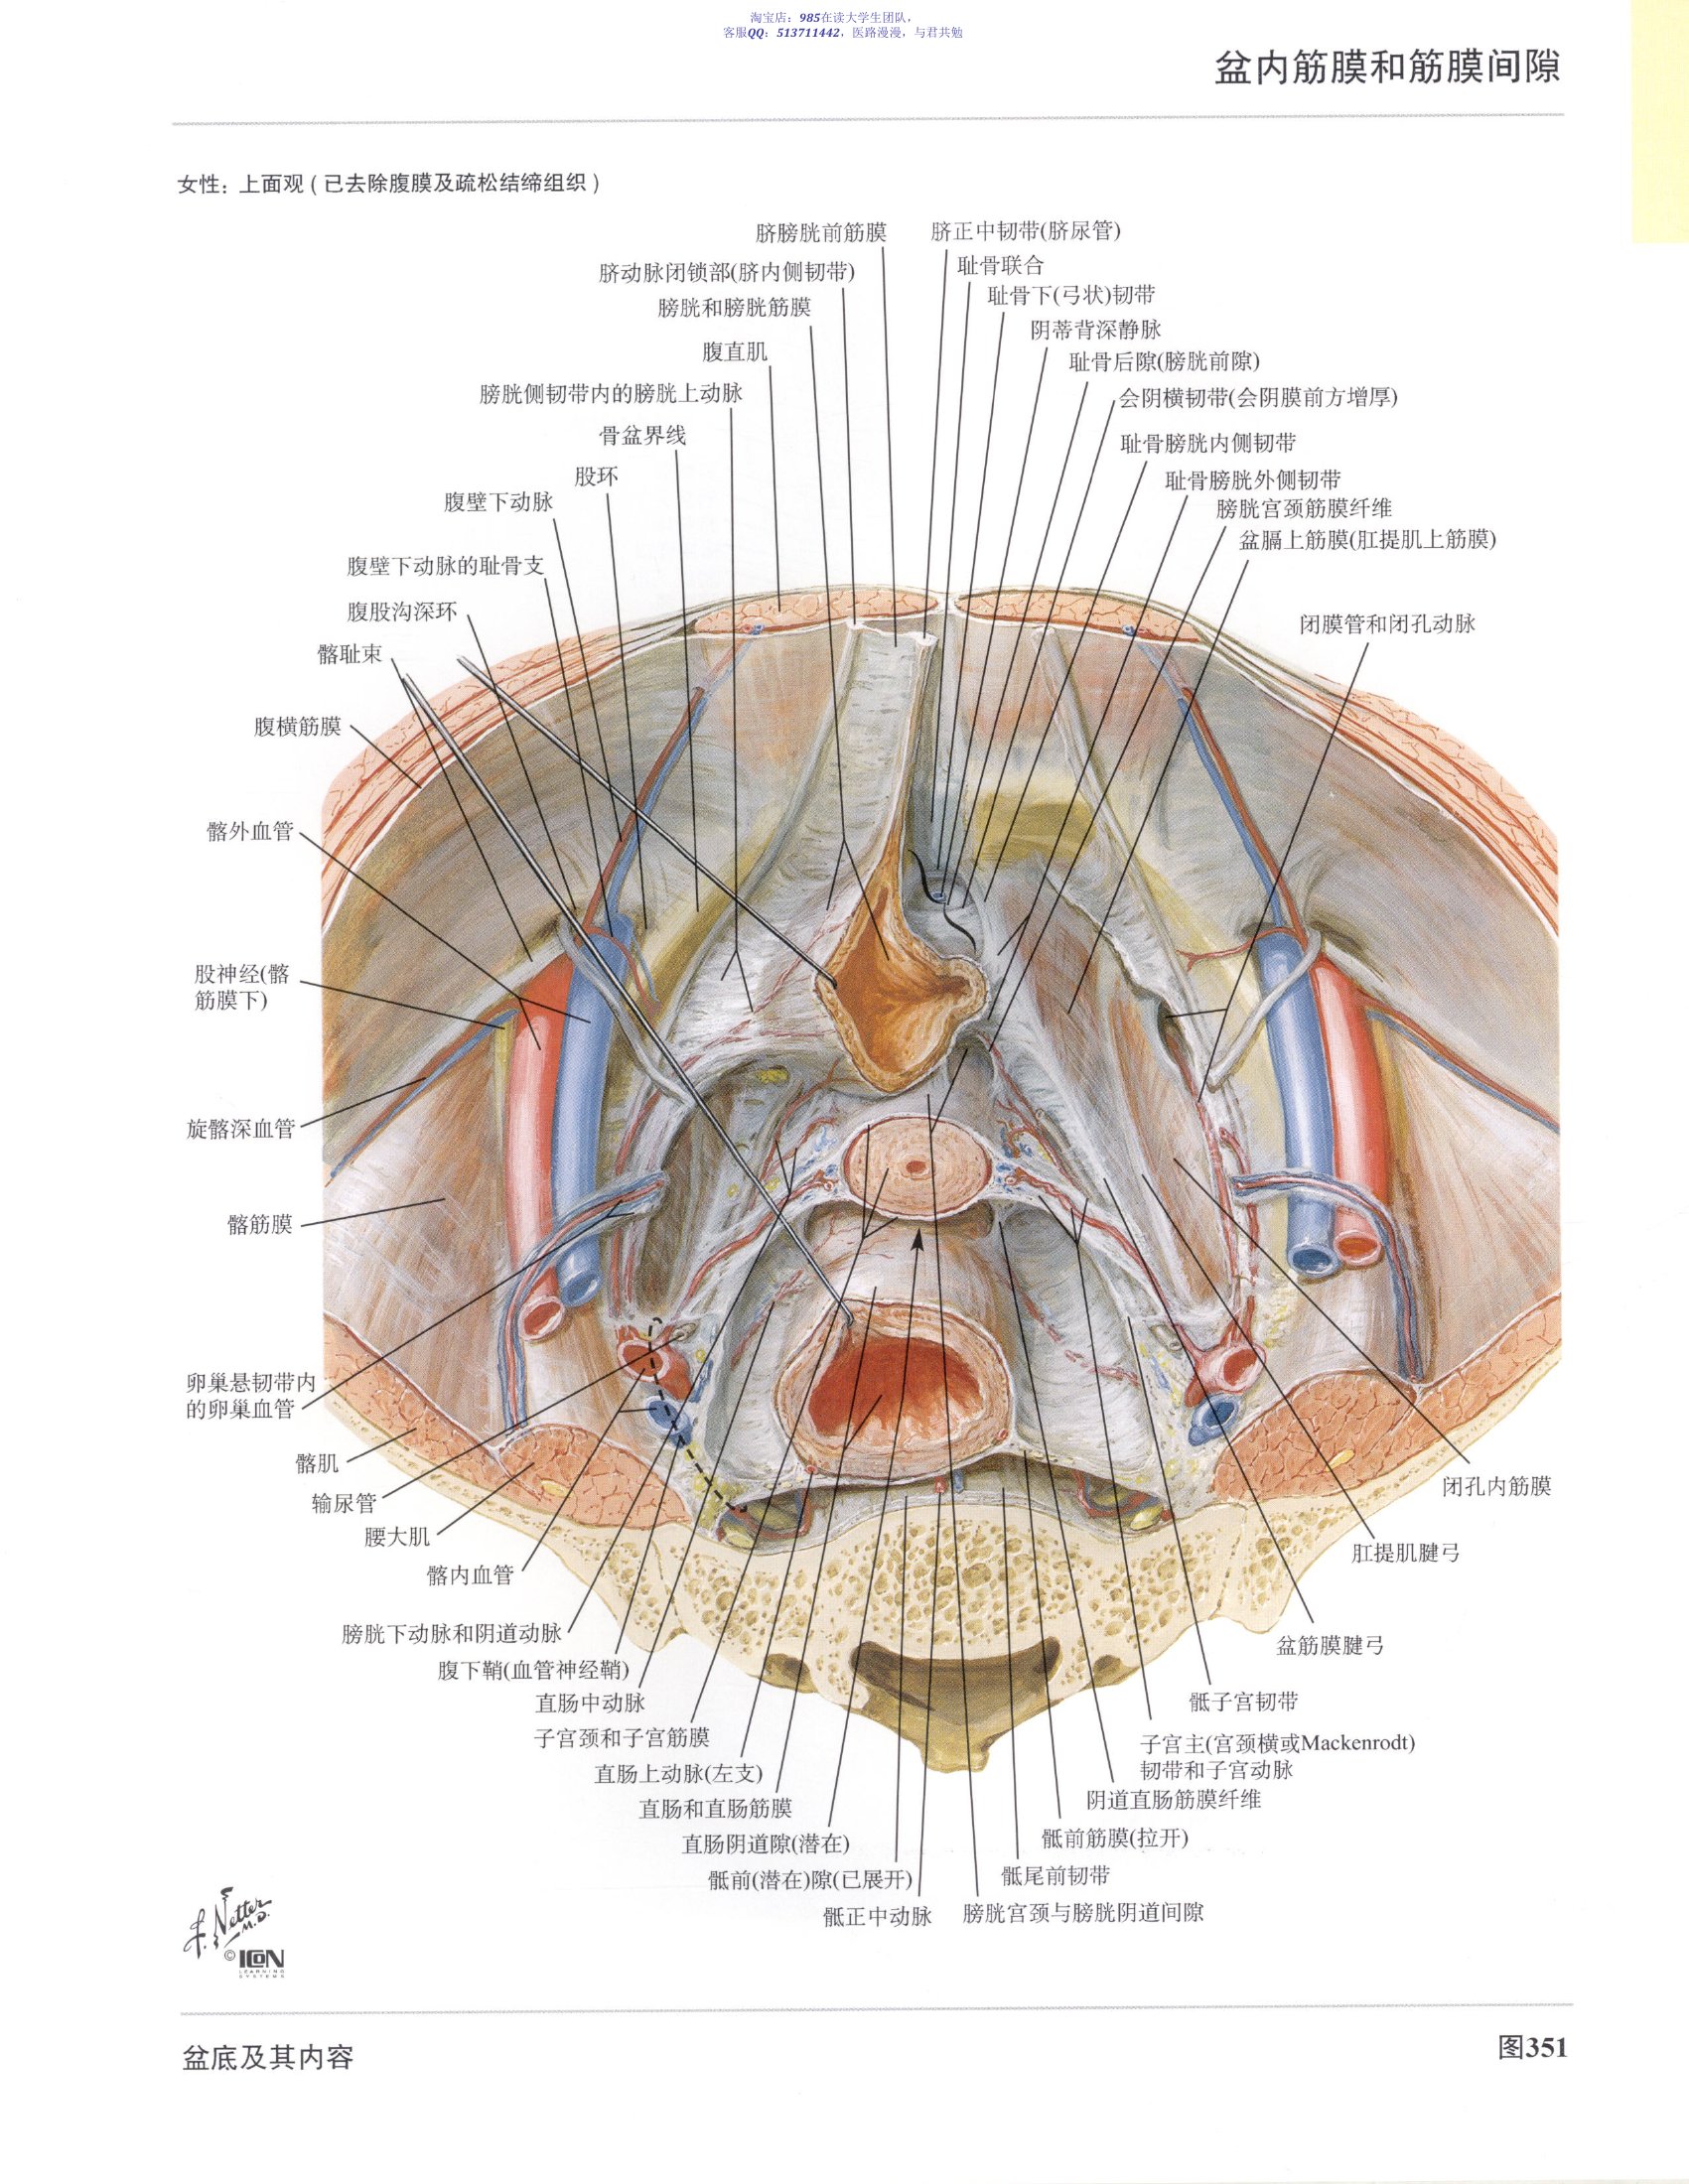 淘宝店：985在读大学生团队，
客服QQ：513711442，医路漫漫，与君共勉
盆内筋膜和筋膜间隙
女性：上面观（已去除腹膜及疏松结缔组织）
脐膀胱前筋膜
脐正中韧带(脐尿管)
脐动脉闭锁部(脐内侧韧带)
耻骨联合
膀胱和膀胱筋膜
耻骨下(弓状)韧带
腹直肌
阴蒂背深静脉
膀胱侧韧带内的膀胱上动脉
耻骨后隙(膀胱前隙)
骨盆界线
会阴横韧带(会阴膜前方增厚)
股环
耻骨膀胱内侧韧带
腹壁下动脉
耻骨膀胱外侧韧带
腹壁下动脉的耻骨支
膀胱宫颈筋膜纤维
腹股沟深环
盆膈上筋膜(肛提肌上筋膜)
髂耻束
闭膜管和闭孔动脉
腹横筋膜
髂外血管
股神经(髂
筋膜下)
旋髂深血管
髂筋膜
卵巢悬韧带内
的卵巢血管
髂肌
输尿管
腰大肌
髂内血管
膀胱下动脉和阴道动脉
腹下鞘(血管神经鞘)
直肠中动脉
子宫颈和子宫筋膜
直肠上动脉(左支)
直肠和直肠筋膜
直肠阴道隙(潜在)
骶前(潜在)隙(已展开)
骶正中动脉
闭孔内筋膜
肛提肌腱弓
盆筋膜腱弓
骶子宫韧带
子宫主(宫颈横或Mackenrodt)
韧带和子宫动脉
阴道直肠筋膜纤维
骶前筋膜(拉开)
骶尾前韧带
膀胱宫颈与膀胱阴道间隙
F. Netter
M.D.
© ICON
LEARNING
SYSTEMS
盆底及其内容
图351